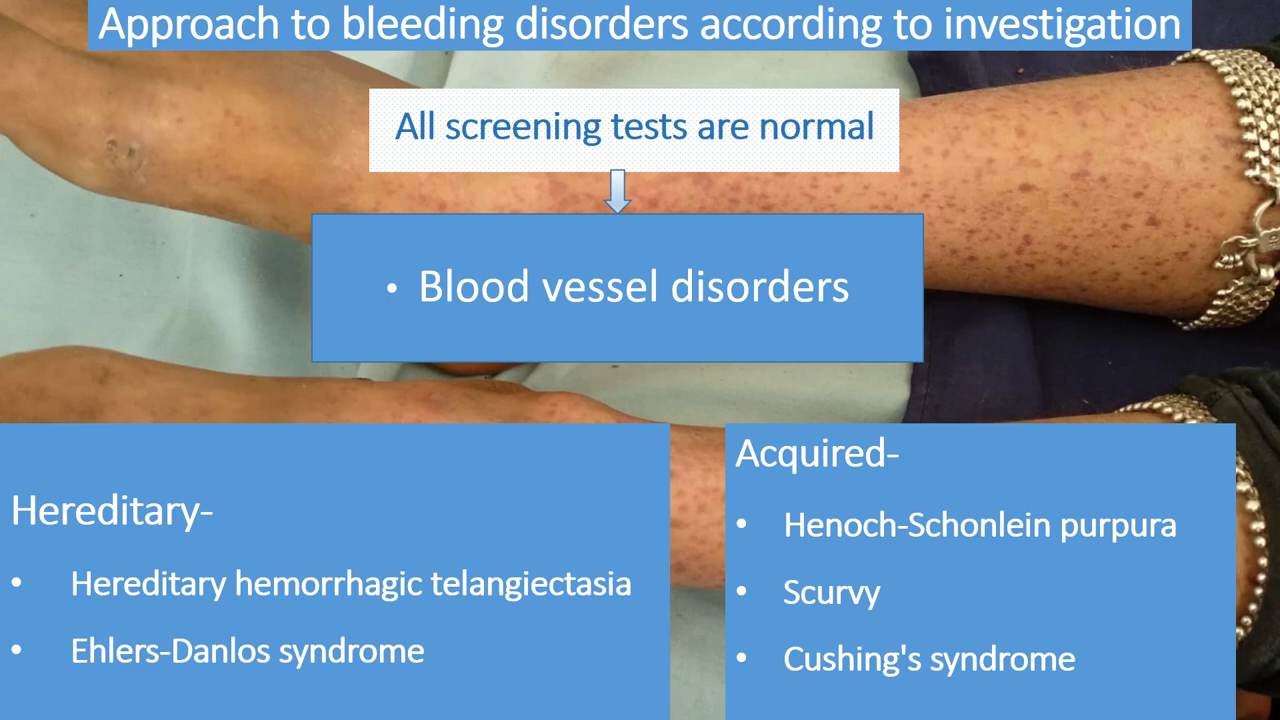 Approach to bleeding disorders according to investigation
All screening tests are normal
• Blood vessel disorders
Hereditary-
• Hereditary hemorrhagic telangiectasia
• Ehlers-Danlos syndrome
Acquired-
• Henoch-Schonlein purpura
• Scurvy
• Cushing's syndrome